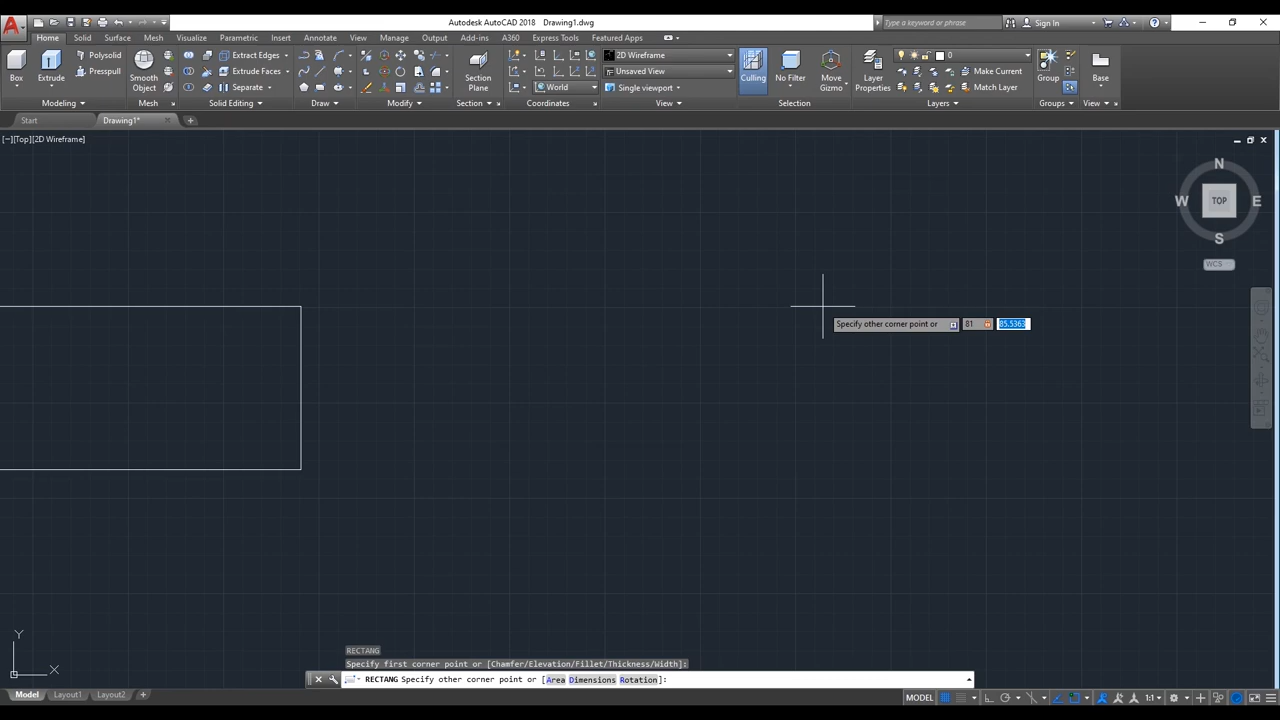 Autodesk AutoCAD 2018 Drawing1.dwg
Type a keyword or phrase
Sign In
Home Solid Surface Mesh Visualize Parametric Insert Annotate View Manage Output Add-ins A360 Express Tools Featured Apps
Polysolid
Presspull
Extract Edges
Extrude Faces
Separate
2D Wireframe
Unsaved View
World
Single viewport
0
Make Current
Match Layer
Box
Extrude
Smooth
Object
Section
Plane
Culling
No Filter
Move
Gizmo
Layer
Properties
Group
Base
Modeling Mesh Solid Editing Draw Modify Section Coordinates View Selection Layers Groups View
Start Drawing1*
[−][Top][2D Wireframe]
N
W TOP E
S
WCS
Specify other corner point or 81 85.5363
Y
X
RECTANG
Specify first corner point or [Chamfer/Elevation/Fillet/Thickness/Width]:
RECTANG Specify other corner point or [Area Dimensions Rotation]:
Model Layout1 Layout2 +
MODEL 1:1